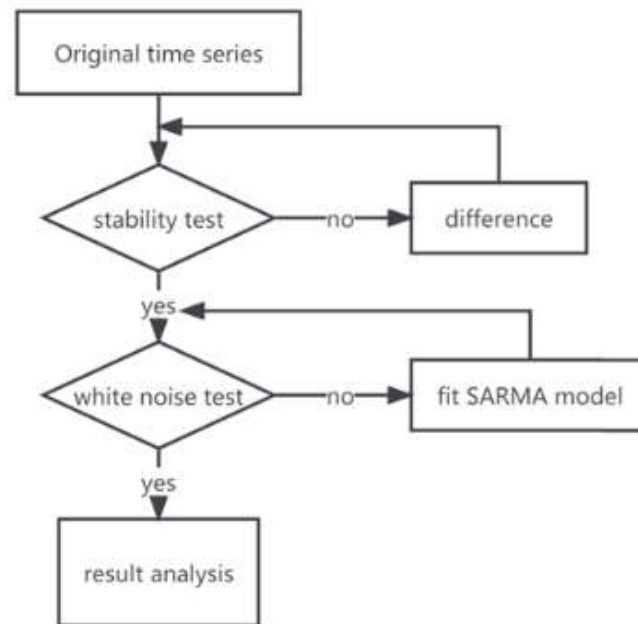 Original time series
stability test
no
difference
yes
white noise test
no
fit SARMA model
yes
result analysis